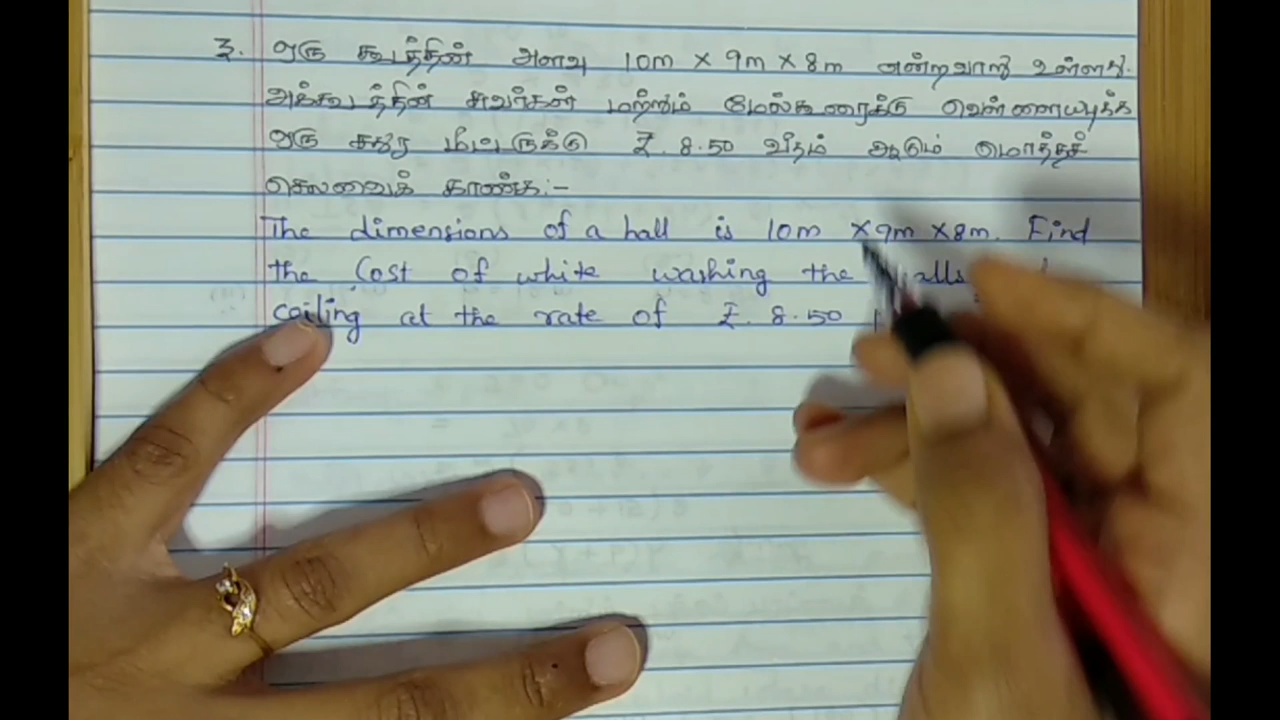 3. ஒரு கூடத்தின் அளவு 10m × 9m × 8m என்றவாறு உள்ளது.
அக்கூடத்தின் சுவர்கள் மற்றும் மேல்கூரைக்கு வெள்ளையடிக்க
ஒரு சதுர மீட்டருக்கு ₹. 8.50 வீதம் ஆகும் மொத்தச்
செலவைக் காண்க:-
The dimensions of a hall is 10m × 9m × 8m. Find
the Cost of white washing the
ceiling at the rate of ₹. 8.50